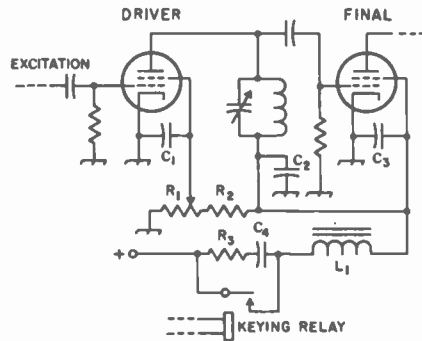 DRIVER
FINAL
EXCITATION
C1
C2
C3
R1
R2
R3
C4
+
L1
KEYING RELAY